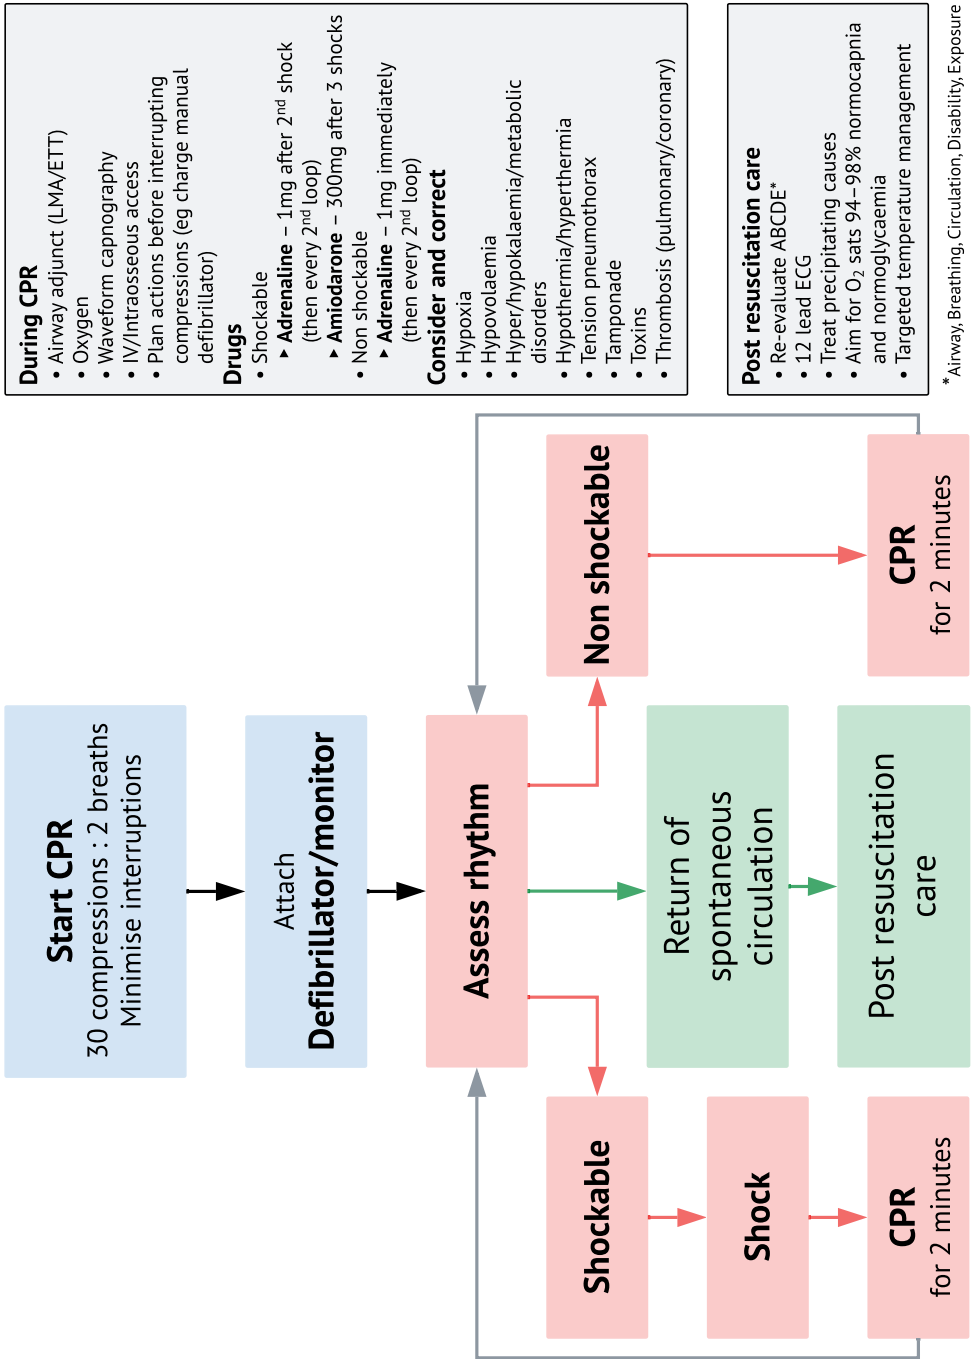 Start CPR
30 compressions : 2 breaths
Minimise interruptions
Attach
Defibrillator/monitor
Assess rhythm
Shockable
Shock
CPR
for 2 minutes
Return of
spontaneous
circulation
Post resuscitation
care
Non shockable
CPR
for 2 minutes
During CPR
• Airway adjunct (LMA/ETT)
• Oxygen
• Waveform capnography
• IV/Intraosseous access
• Plan actions before interrupting
compressions (eg charge manual
defibrillator)
Drugs
• Shockable
▸ Adrenaline – 1mg after 2nd shock
(then every 2nd loop)
▸ Amiodarone – 300mg after 3 shocks
• Non shockable
▸ Adrenaline – 1mg immediately
(then every 2nd loop)
Consider and correct
• Hypoxia
• Hypovolaemia
• Hyper/hypokalaemia/metabolic
disorders
• Hypothermia/hyperthermia
• Tension pneumothorax
• Tamponade
• Toxins
• Thrombosis (pulmonary/coronary)
Post resuscitation care
• Re-evaluate ABCDE*
• 12 lead ECG
• Treat precipitating causes
• Aim for O₂ sats 94–98% normocapnia
and normoglycaemia
• Targeted temperature management
*Airway, Breathing, Circulation, Disability, Exposure